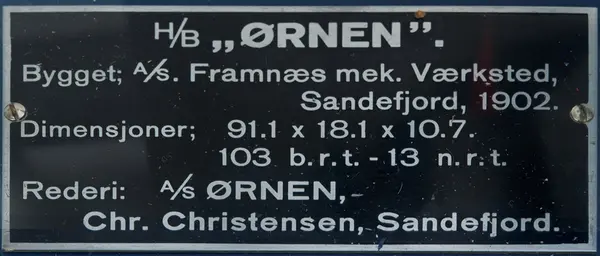 H/B „ØRNEN”.
Bygget; A/s. Framnæs mek. Værksted,
Sandefjord, 1902.
Dimensjoner; 91.1 x 18.1 x 10.7.
103 b.r.t. - 13 n.r.t.
Rederi: A/s ØRNEN,-
Chr. Christensen, Sandefjord.